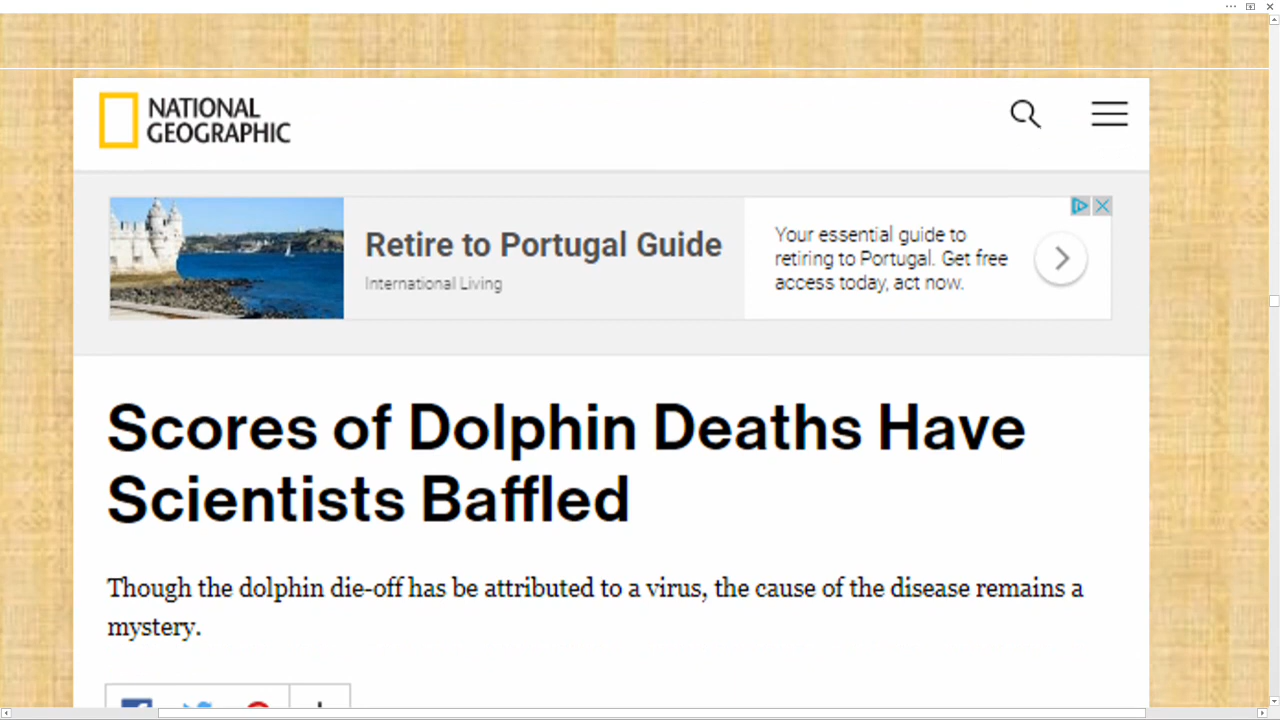 NATIONAL
GEOGRAPHIC
Retire to Portugal Guide
International Living
Your essential guide to
retiring to Portugal. Get free
access today, act now.
Scores of Dolphin Deaths Have
Scientists Baffled
Though the dolphin die-off has be attributed to a virus, the cause of the disease remains a
mystery.